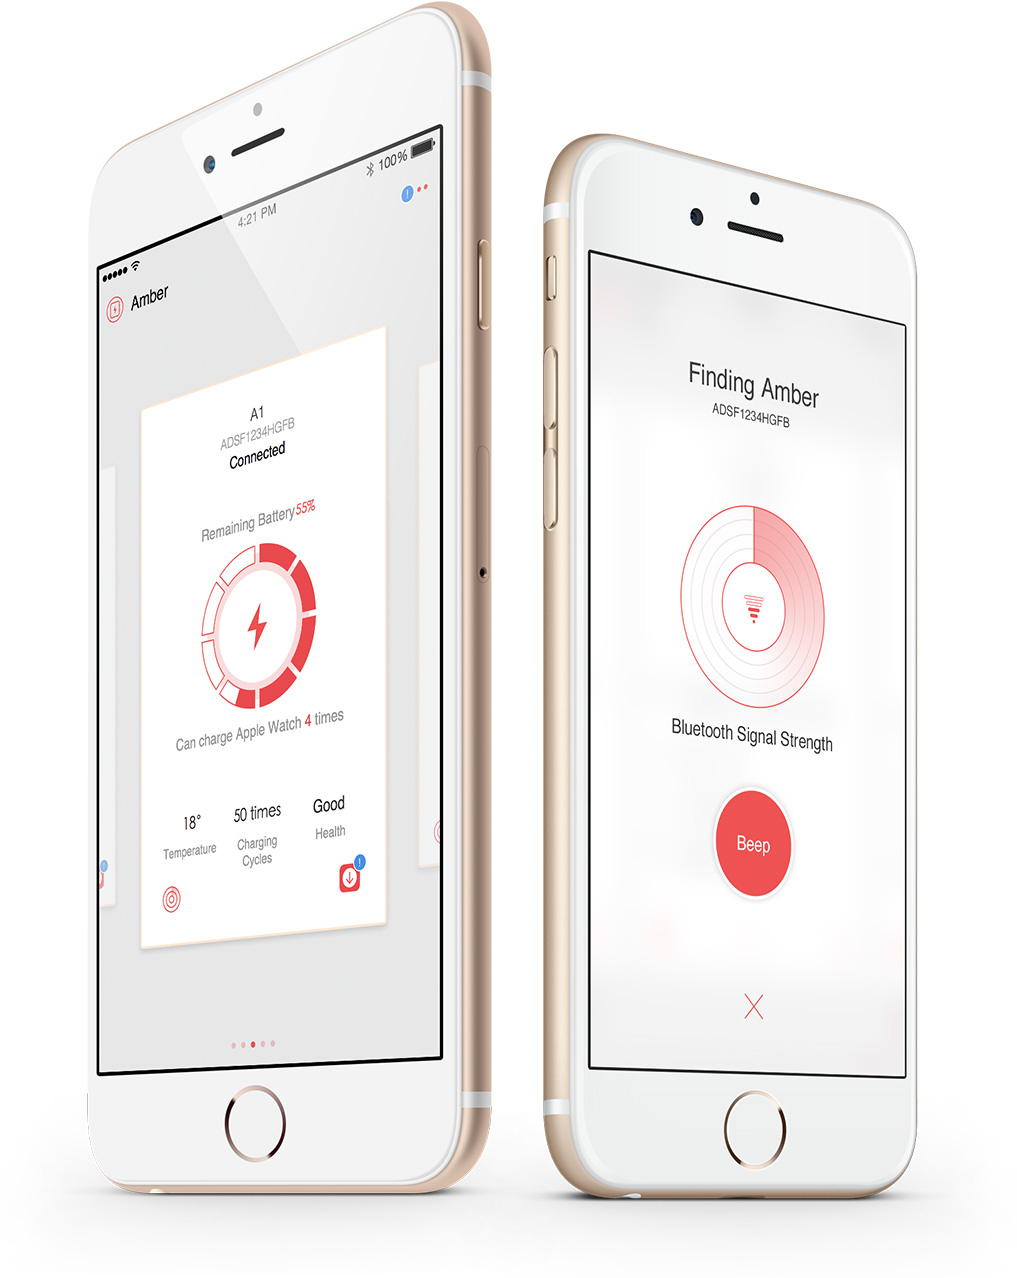 100%
4:21 PM
Amber
A1
ADSF1234HGFB
Connected
Remaining Battery 55%
Can charge Apple Watch 4 times
18° 50 times Good
Temperature Charging Cycles Health
Finding Amber
ADSF1234HGFB
Bluetooth Signal Strength
Beep